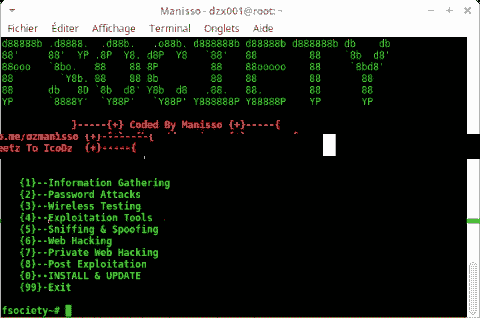 Manisso - dzx001@root: ~
Fichier Éditer Affichage Terminal Onglets Aide
d88888b .d8888.  .d88b.   .o88b. d888888b d88888b d888888b db    db
88'     88'  YP .8P  Y8. d8P  Y8   `88'   88'        88    `8b  d8'
88ooo   `8bo.   88    88 8P         88    88ooooo    88     `8bd8'
88        `Y8b. 88    88 8b         88    88         88       88
88      db   8D `8b  d8' Y8b  d8   .88.   88.        88       88
YP      `8888Y'  `Y88P'   `Y88P' Y888888P Y88888P    YP       YP
}-----{+} Coded By Manisso {+}-----{
{+}
eetz To IcoDz {+}-----{
{1}--Information Gathering
{2}--Password Attacks
{3}--Wireless Testing
{4}--Exploitation Tools
{5}--Sniffing & Spoofing
{6}--Web Hacking
{7}--Private Web Hacking
{8}--Post Exploitation
{0}--INSTALL & UPDATE
{99}-Exit
fsociety~#